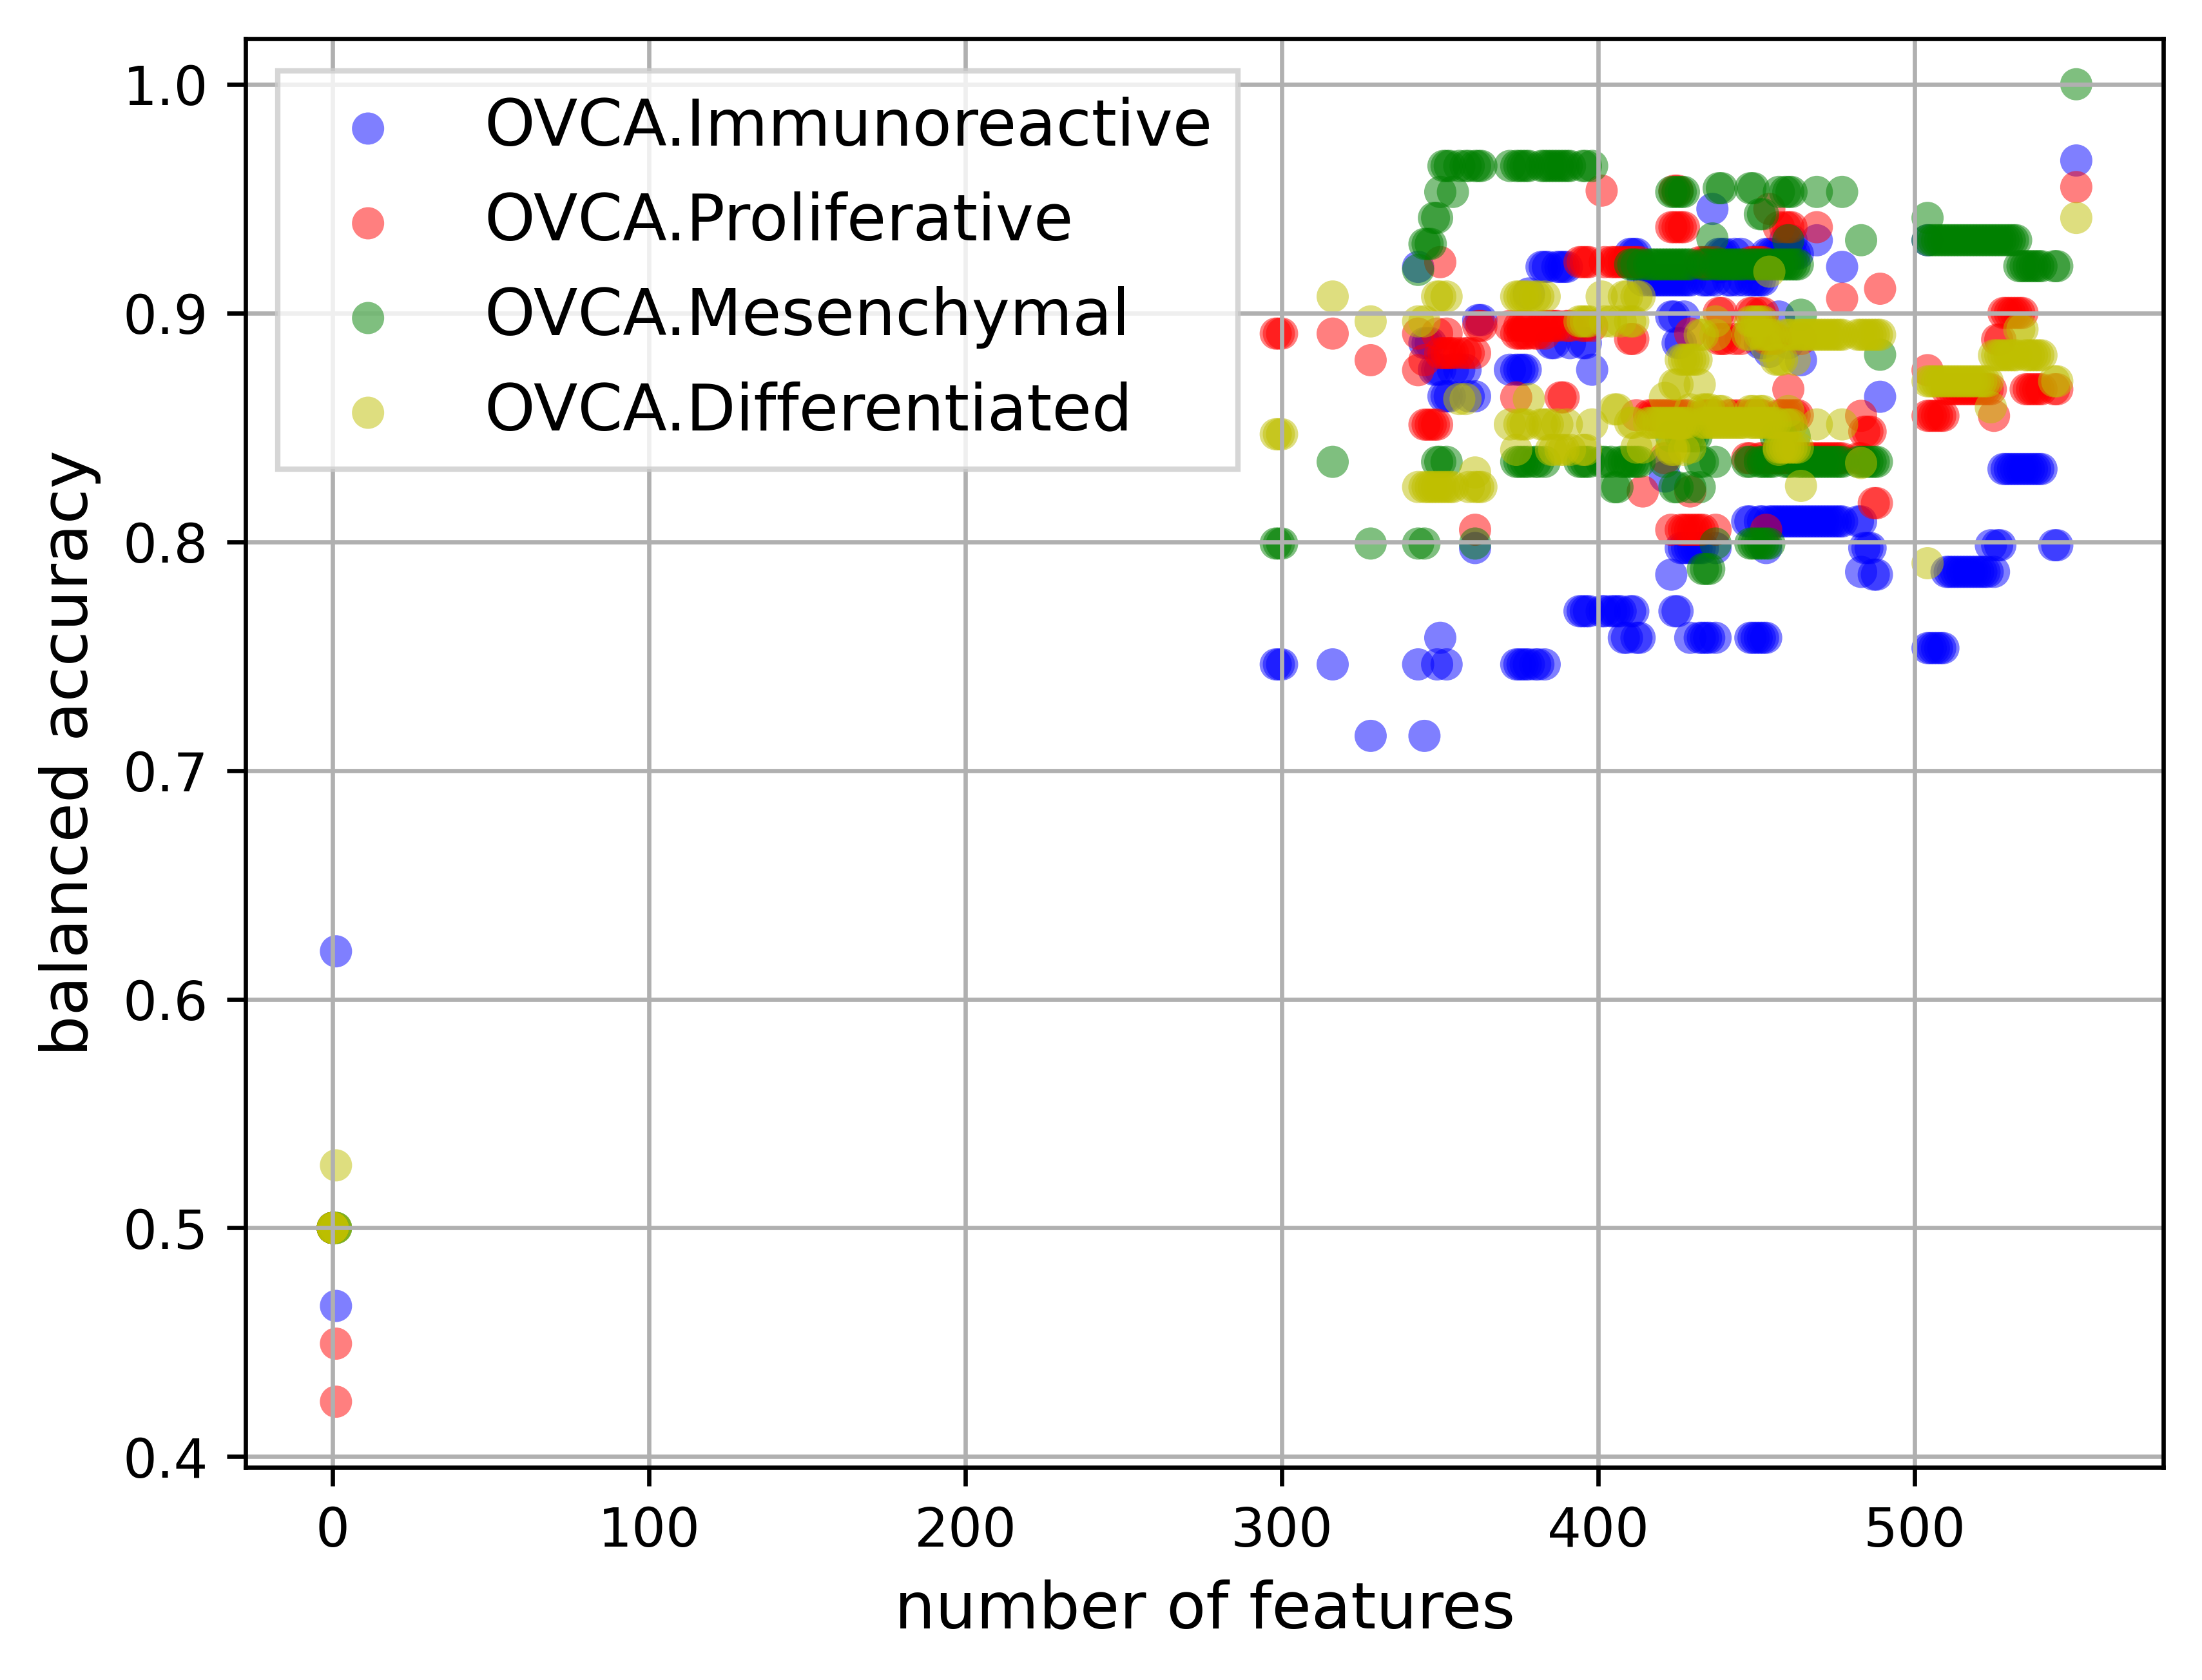 1.0
0.9
0.8
0.7
0.6
0.5
0.4
balanced accuracy
OVCA.Immunoreactive
OVCA.Proliferative
OVCA.Mesenchymal
OVCA.Differentiated
0 100 200 300 400 500
number of features